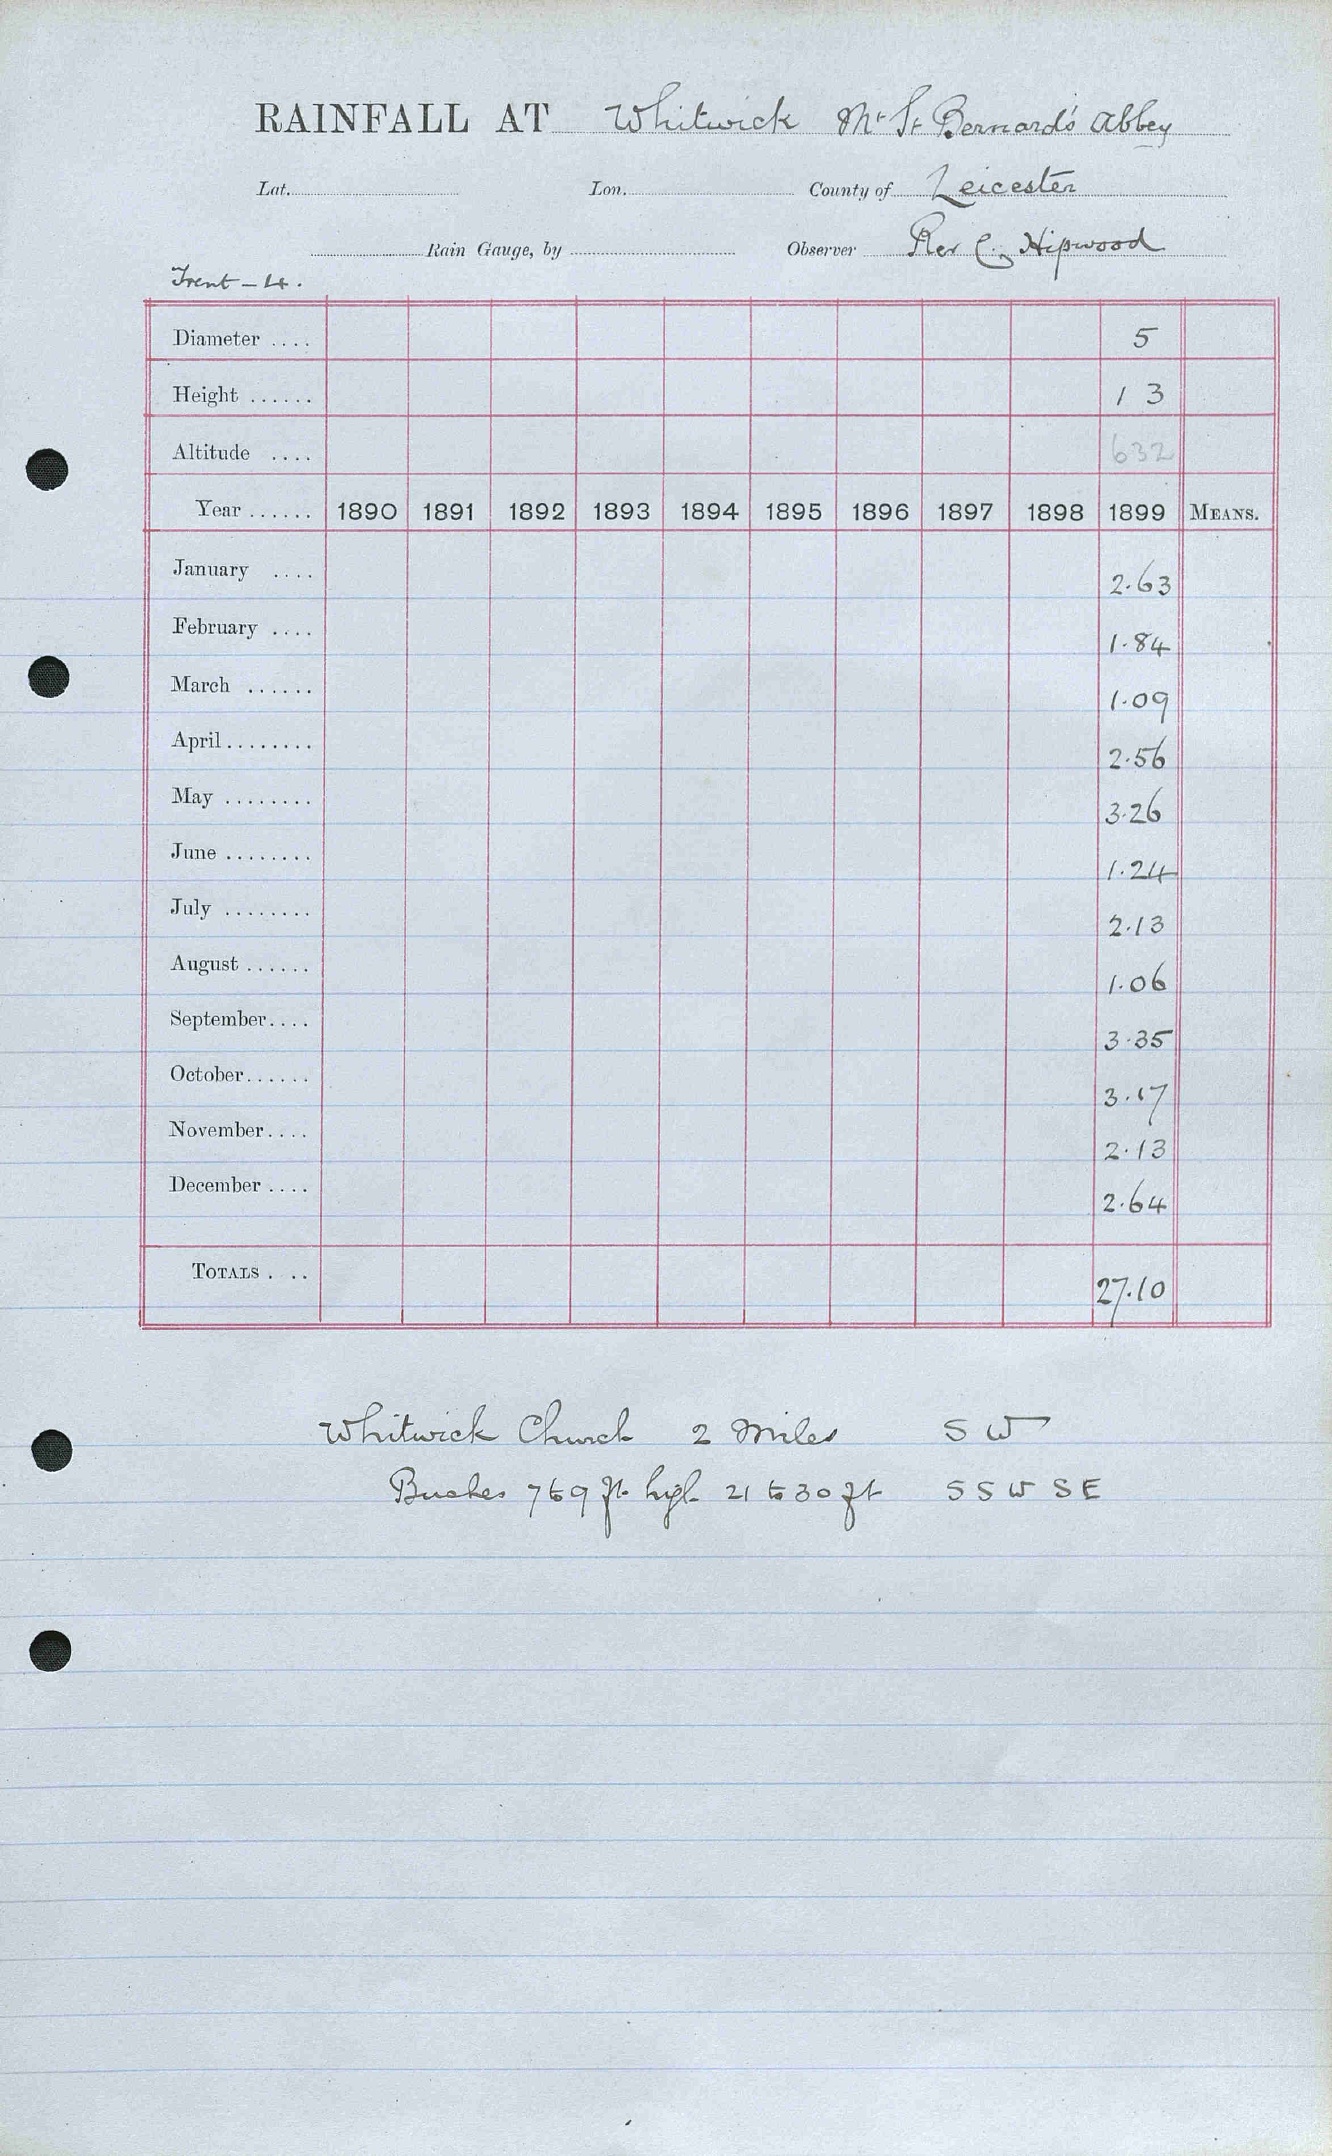 RAINFALL AT Whitwick Mt St Bernard's Abbey
Lat. Lon. County of Leicester
Rain Gauge, by Observer Rev C. Hipwood
Trent - 4.
Diameter .... 5
Height ...... 1 3
Altitude .... 632
Year ...... 1890 1891 1892 1893 1894 1895 1896 1897 1898 1899 MEANS.
January .... 2.63
February .... 1.84
March ...... 1.09
April ........ 2.56
May ........ 3.26
June ........ 1.24
July ........ 2.13
August ...... 1.06
September.... 3.35
October...... 3.17
November.... 2.13
December .... 2.64
TOTALS . .. 27.10
Whitwick Church 2 Miles S W
Bushes 7 to 9 ft high 21 to 30 ft S S W S E